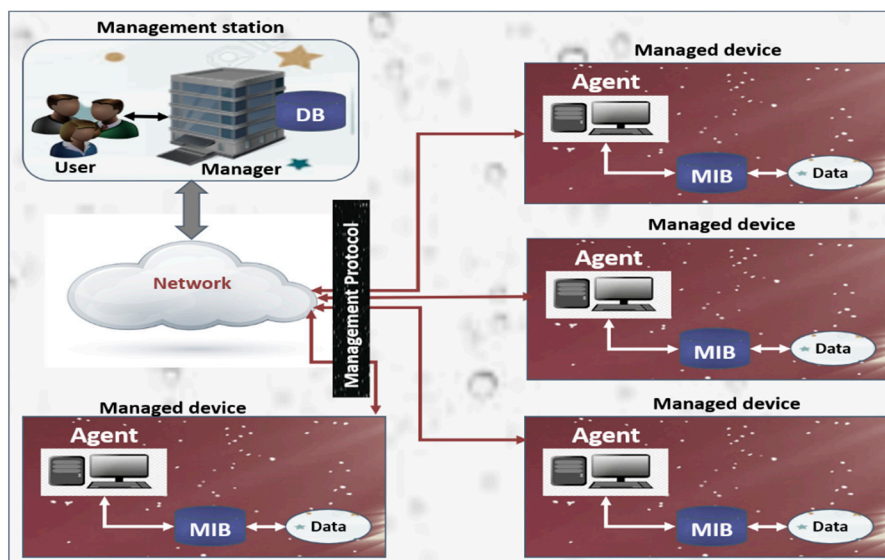 Management station
User
Manager
DB
Network
Management Protocol
Managed device
Agent
MIB
Data
Managed device
Agent
MIB
Data
Managed device
Agent
MIB
Data
Managed device
Agent
MIB
Data